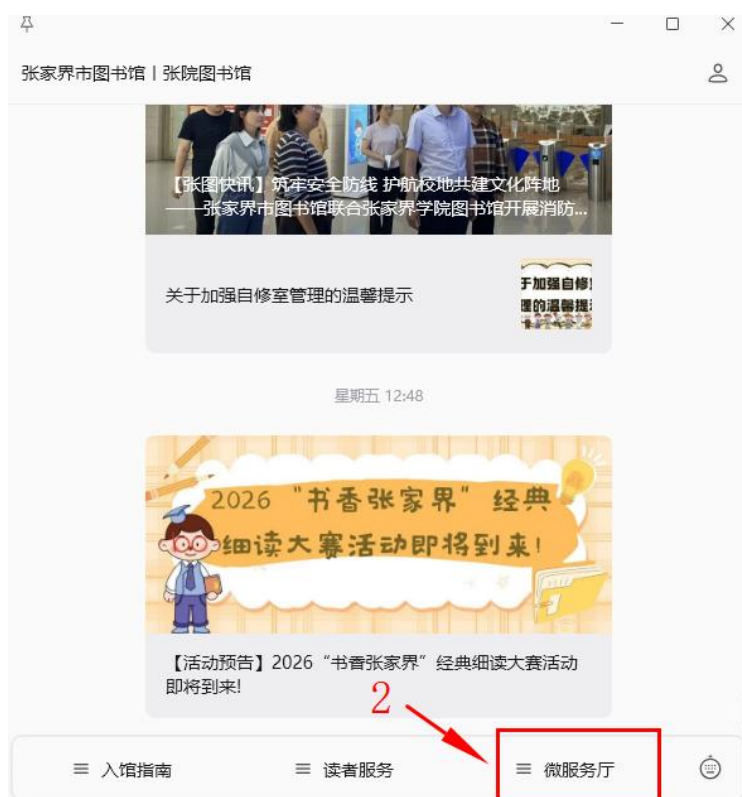 张家界市图书馆丨张院图书馆
【张图快讯】筑牢安全防线 护航校地共建文化阵地
——张家界市图书馆联合张家界学院图书馆开展消防...
关于加强自修室管理的温馨提示
于加强自修
理的温馨提
星期五 12:48
2026 "书香张家界" 经典
细读大赛活动即将到来！
【活动预告】2026“书香张家界”经典细读大赛活动
即将到来!
2
入馆指南
读者服务
微服务厅